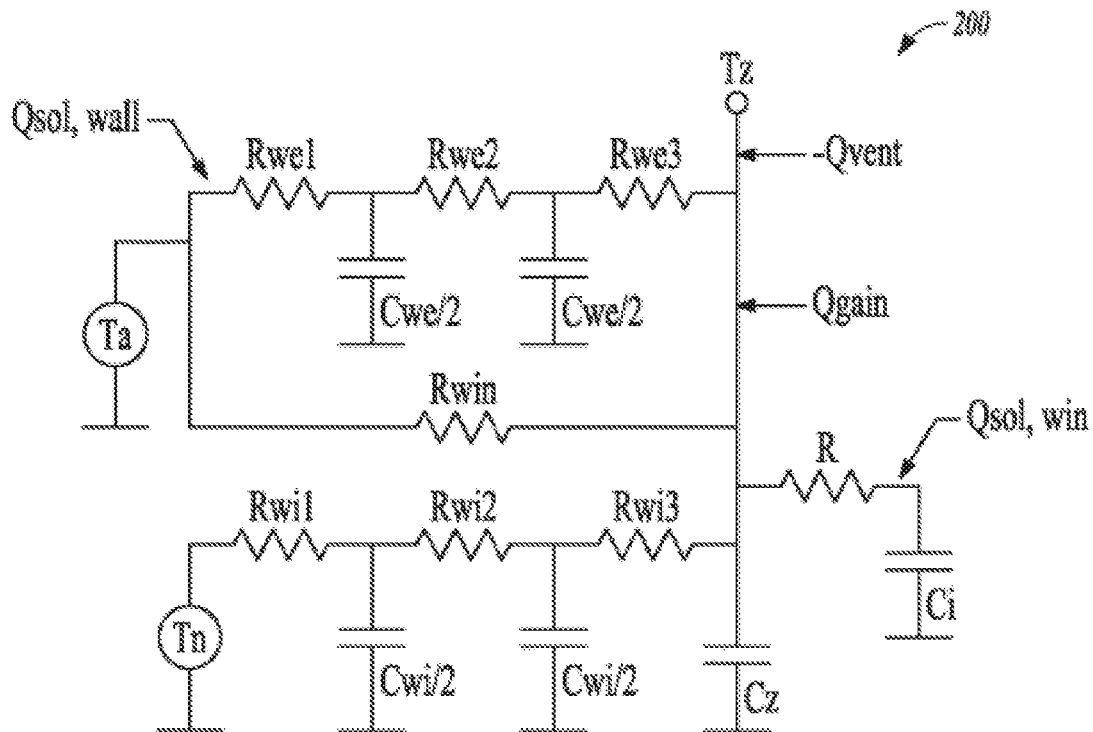 200
Tz
Qsol, wall
Rwe1
Rwe2
Rwe3
-Qvent
Cwe/2
Cwe/2
Qgain
Ta
Rwin
Qsol, win
R
Rwi1
Rwi2
Rwi3
Ci
Tn
Cwi/2
Cwi/2
Cz